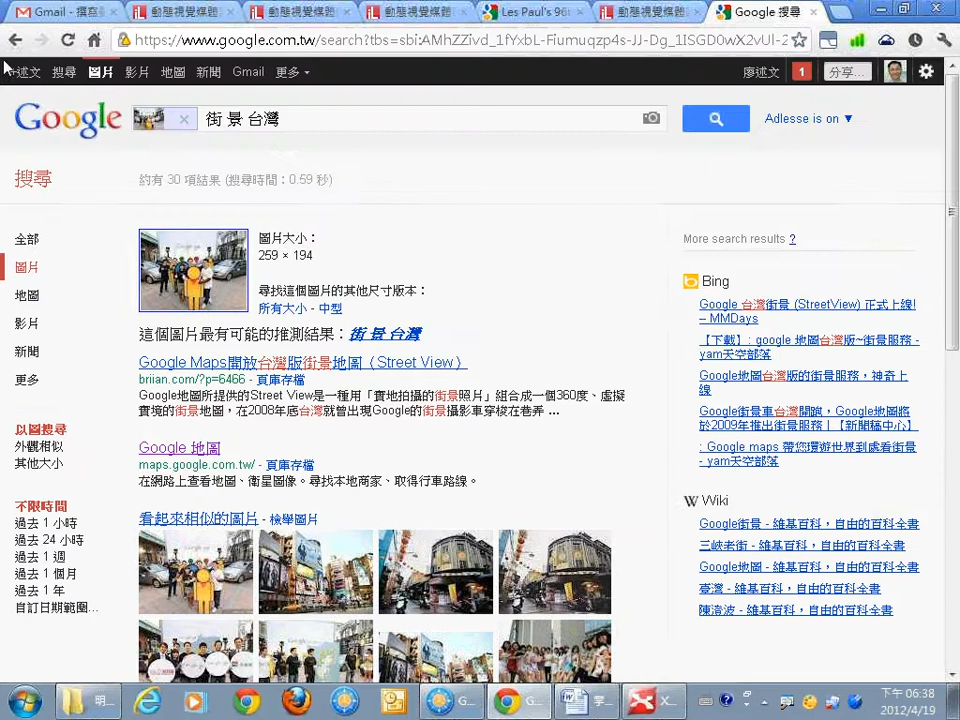 Gmail - 撰寫
動態視覺媒體
動態視覺媒體
動態視覺媒體
Les Paul's 96
動態視覺媒體
Google 搜尋
https://www.google.com.tw/search?tbs=sbi:AMhZZivd_1fYxbL-Fiumuqzp4s-JJ-Dg_1ISGD0wX2vUl-2
述文 搜尋 圖片 影片 地圖 新聞 Gmail 更多
廖述文 1 分享...
Google
街 景 台灣
Adlesse is on ▼
搜尋
約有 30 項結果 (搜尋時間：0.59 秒)
全部
圖片
地圖
影片
新聞
更多
以圖搜尋
外觀相似
其他大小
不限時間
過去 1 小時
過去 24 小時
過去 1 週
過去 1 個月
過去 1 年
自訂日期範圍...
圖片大小：
259 × 194
尋找這個圖片的其他尺寸版本：
所有大小 - 中型
這個圖片最有可能的推測結果：街 景 台灣
Google Maps開放台灣版街景地圖（Street View）
briian.com/?p=6466 - 頁庫存檔
Google地圖所提供的Street View是一種用「實地拍攝的街景照片」組合成一個360度、虛擬
實境的街景地圖，在2008年底台灣就曾出現Google的街景攝影車穿梭在巷弄 ...
Google 地圖
maps.google.com.tw/ - 頁庫存檔
在網路上查看地圖、衛星圖像。尋找本地商家、取得行車路線。
看起來相似的圖片 - 檢舉圖片
More search results ?
Bing
Google 台灣街景 (StreetView) 正式上線!
– MMDays
【下載】: google 地圖台灣版~街景服務 -
yam天空部落
Google地圖台灣版的街景服務，神奇上
線
Google街景車台灣開跑，Google地圖將
於2009年推出街景服務 | 【新聞稿中心】
: Google maps 帶您環遊世界到處看街景
- yam天空部落
W Wiki
Google街景 - 維基百科，自由的百科全書
三峽老街 - 維基百科，自由的百科全書
Google地圖 - 維基百科，自由的百科全書
臺灣 - 維基百科，自由的百科全書
陳澄波 - 維基百科，自由的百科全書
明...
G...
G...
X...
下午 06:38
2012/4/19